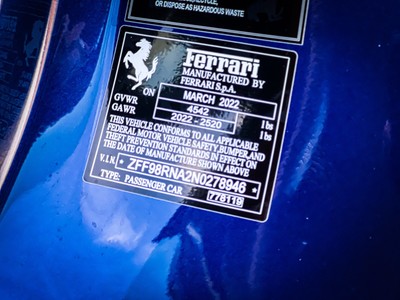 OR DISPOSE AS HAZARDOUS WASTE
Ferrari
MANUFACTURED BY
FERRARI S.p.A.
ON MARCH 2022
GVWR 4542 lbs
GAWR 2022 - 2520 lbs
THIS VEHICLE CONFORMS TO ALL APPLICABLE
FEDERAL MOTOR VEHICLE SAFETY, BUMPER, AND
THEFT PREVENTION STANDARDS IN EFFECT ON
THE DATE OF MANUFACTURE SHOWN ABOVE
V.I.N. * ZFF98RNA2N0278946 *
TYPE: PASSENGER CAR 778119